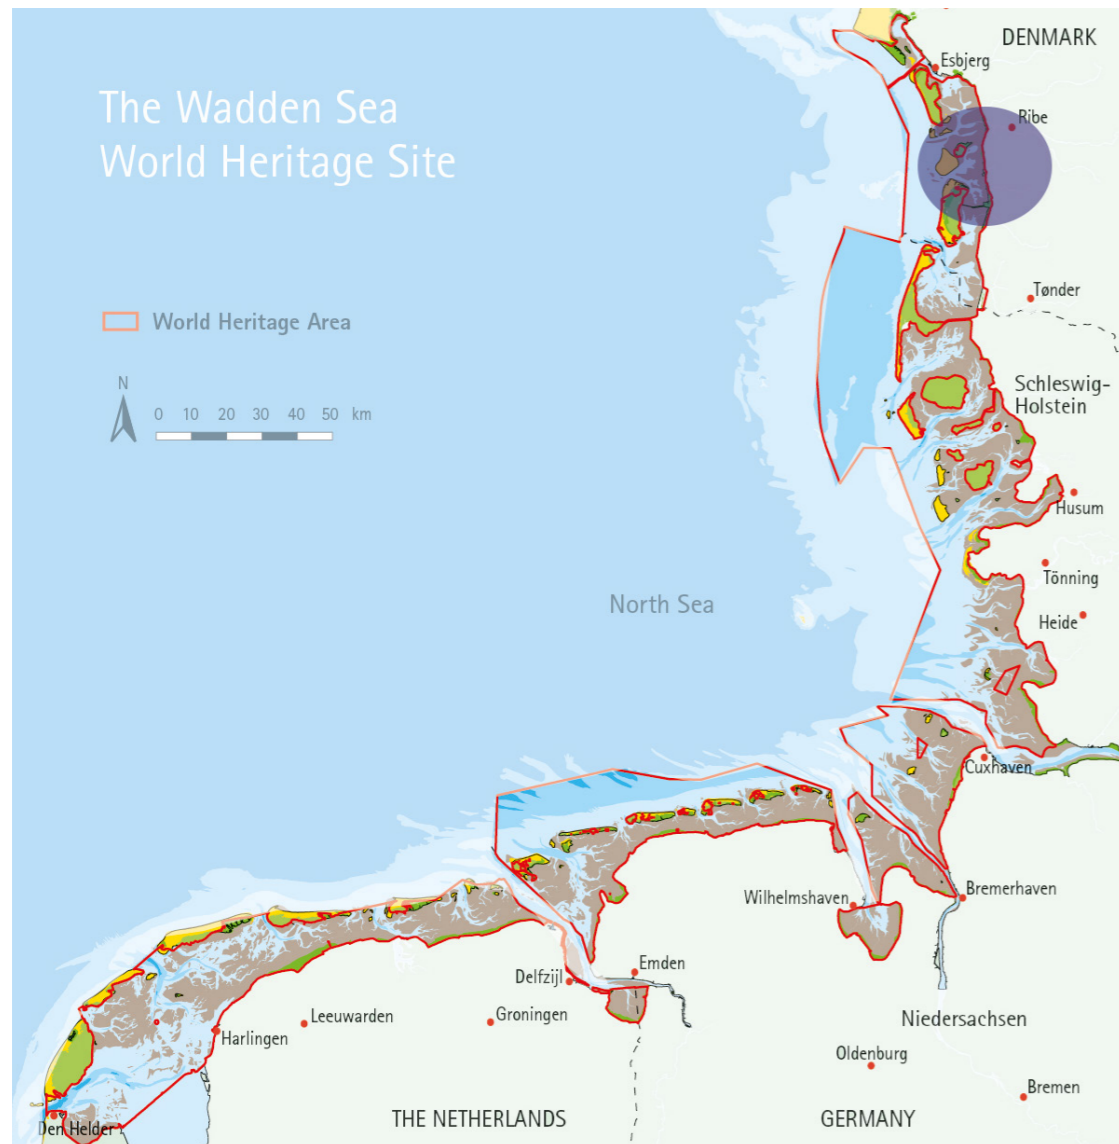 The Wadden Sea
World Heritage Site
World Heritage Area
N
0 10 20 30 40 50 km
DENMARK
Esbjerg
Ribe
Tønder
Schleswig-
Holstein
Husum
Tönning
North Sea
Heide
Cuxhaven
Wilhelmshaven
Bremerhaven
Delfzijl
Emden
Harlingen
Leeuwarden
Groningen
Niedersachsen
Oldenburg
Bremen
Den Helder
THE NETHERLANDS
GERMANY